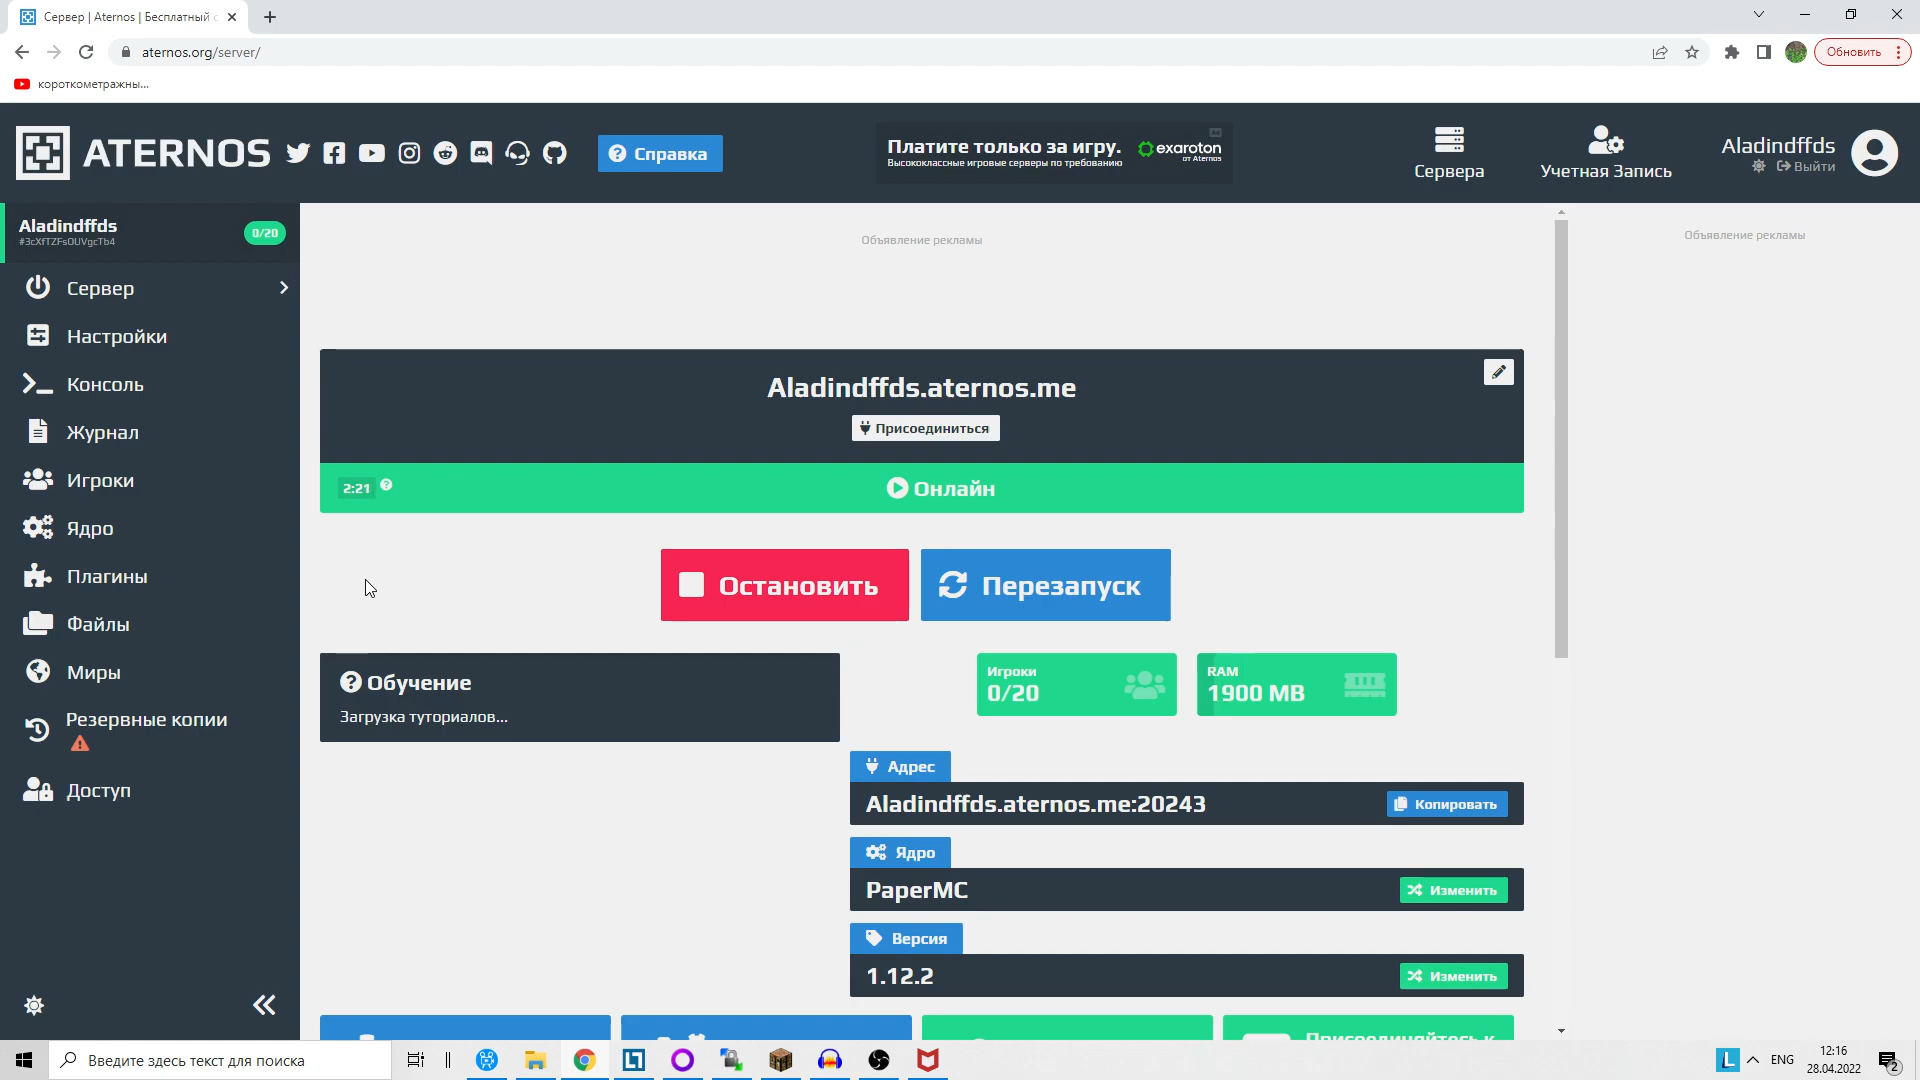 Сервер | Aternos | Бесплатный
aternos.org/server/
Обновить
короткометражны...
ATERNOS
Справка
Платите только за игру.
Высококлассные игровые серверы по требованию
exaroton
от Aternos
Ad
Сервера
Учетная Запись
Aladindffds
Выйти
Aladindffds
#3cXfTZFsOUVgcTb4
0/20
Сервер
Настройки
Консоль
Журнал
Игроки
Ядро
Плагины
Файлы
Миры
Резервные копии
Доступ
Объявление рекламы
Объявление рекламы
Aladindffds.aternos.me
Присоединиться
2:21
Онлайн
Остановить
Перезапуск
Обучение
Загрузка туториалов...
Игроки
0/20
RAM
1900 MB
Адрес
Aladindffds.aternos.me:20243
Копировать
Ядро
PaperMC
Изменить
Версия
1.12.2
Изменить
Присоединяйтесь к
Введите здесь текст для поиска
ENG
12:16
28.04.2022
2